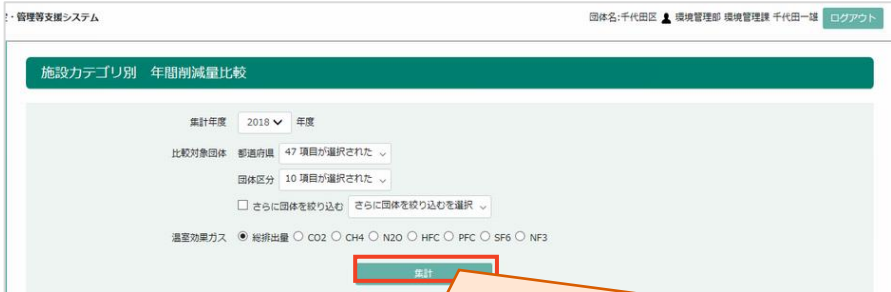 ・管理等支援システム
団体名:千代田区 環境管理部 環境管理課 千代田一雄 ログアウト
施設カテゴリ別 年間削減量比較
集計年度 2018 年度
比較対象団体 都道府県 47 項目が選択された
団体区分 10 項目が選択された
さらに団体を絞り込む さらに団体を絞り込むを選択
温室効果ガス 総排出量 CO2 CH4 N2O HFC PFC SF6 NF3
集計